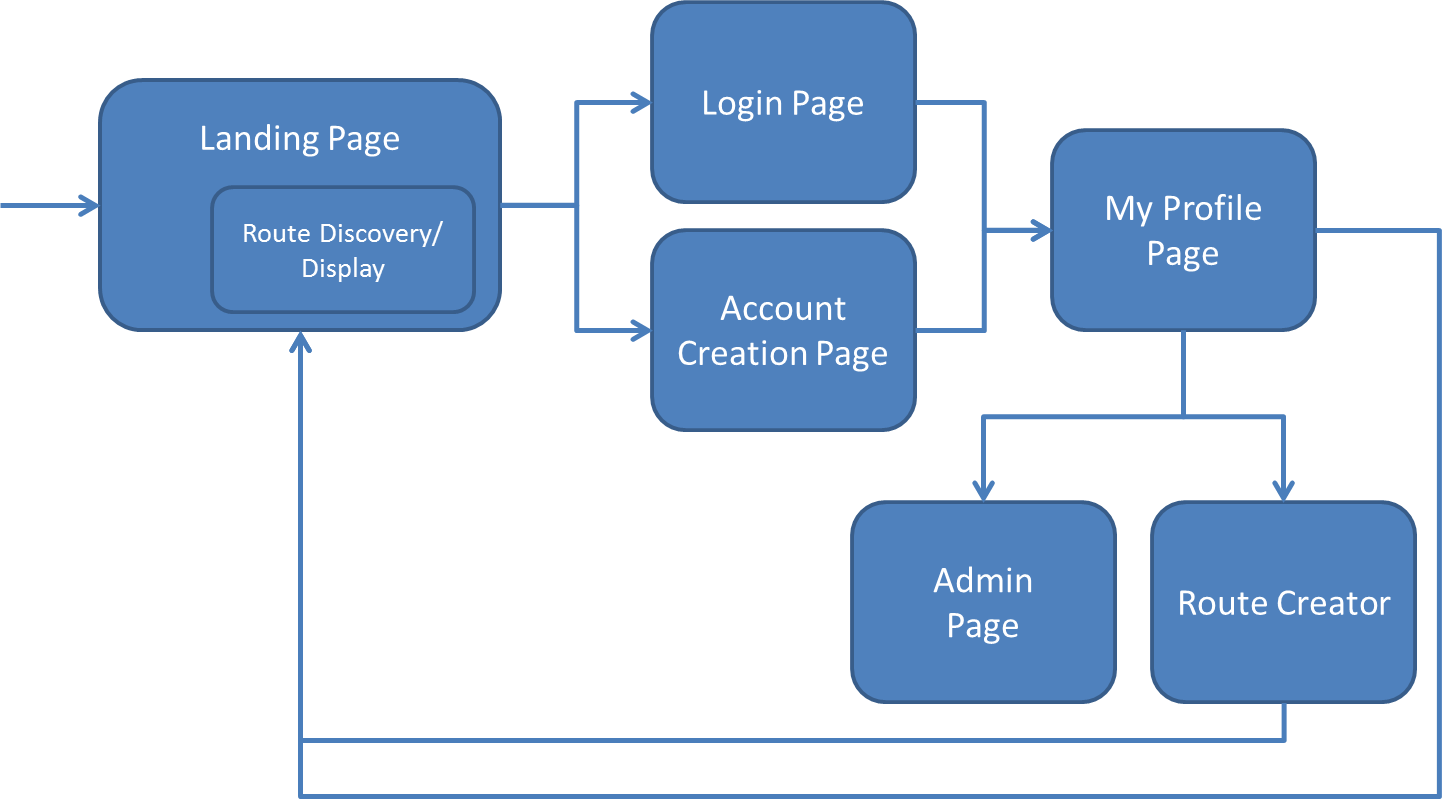 Landing Page
Route Discovery/
Display
Login Page
Account
Creation Page
My Profile
Page
Admin
Page
Route Creator